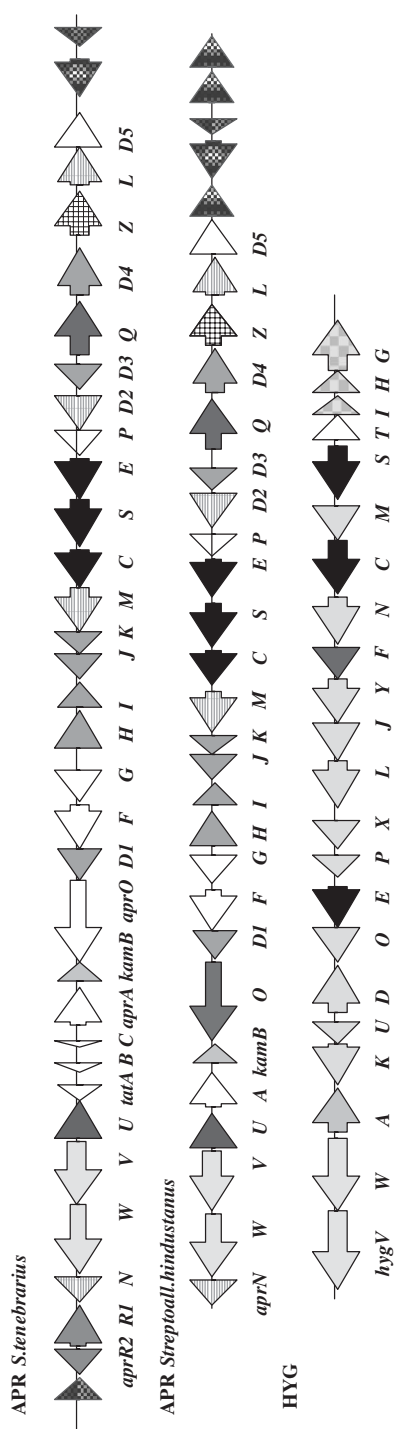 APR S.tenebrarius
aprR2 R1 N W V U tatA B C aprA kamB aprO D1 F G H I J K M C S E P D2 D3 Q D4 Z L D5
APR Streptoall.hindustanus
aprN W V U A kamB O D1 F G H I J K M C S E P D2 D3 Q D4 Z L D5
HYG
hygV W A K U D O E P X L J Y F N C M S T I H G